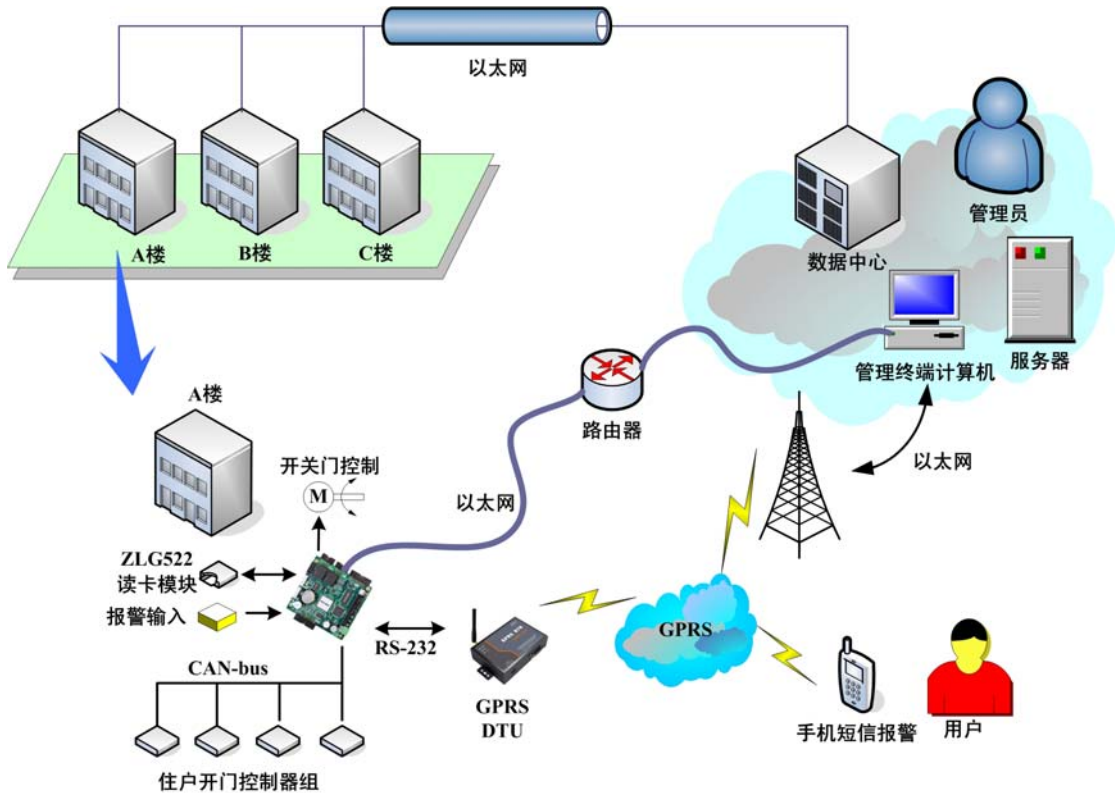 以太网
A楼
B楼
C楼
管理员
数据中心
服务器
管理终端计算机
路由器
以太网
A楼
开关门控制
M
以太网
ZLG522
读卡模块
报警输入
RS-232
GPRS
CAN-bus
GPRS
DTU
手机短信报警
用户
住户开门控制器组